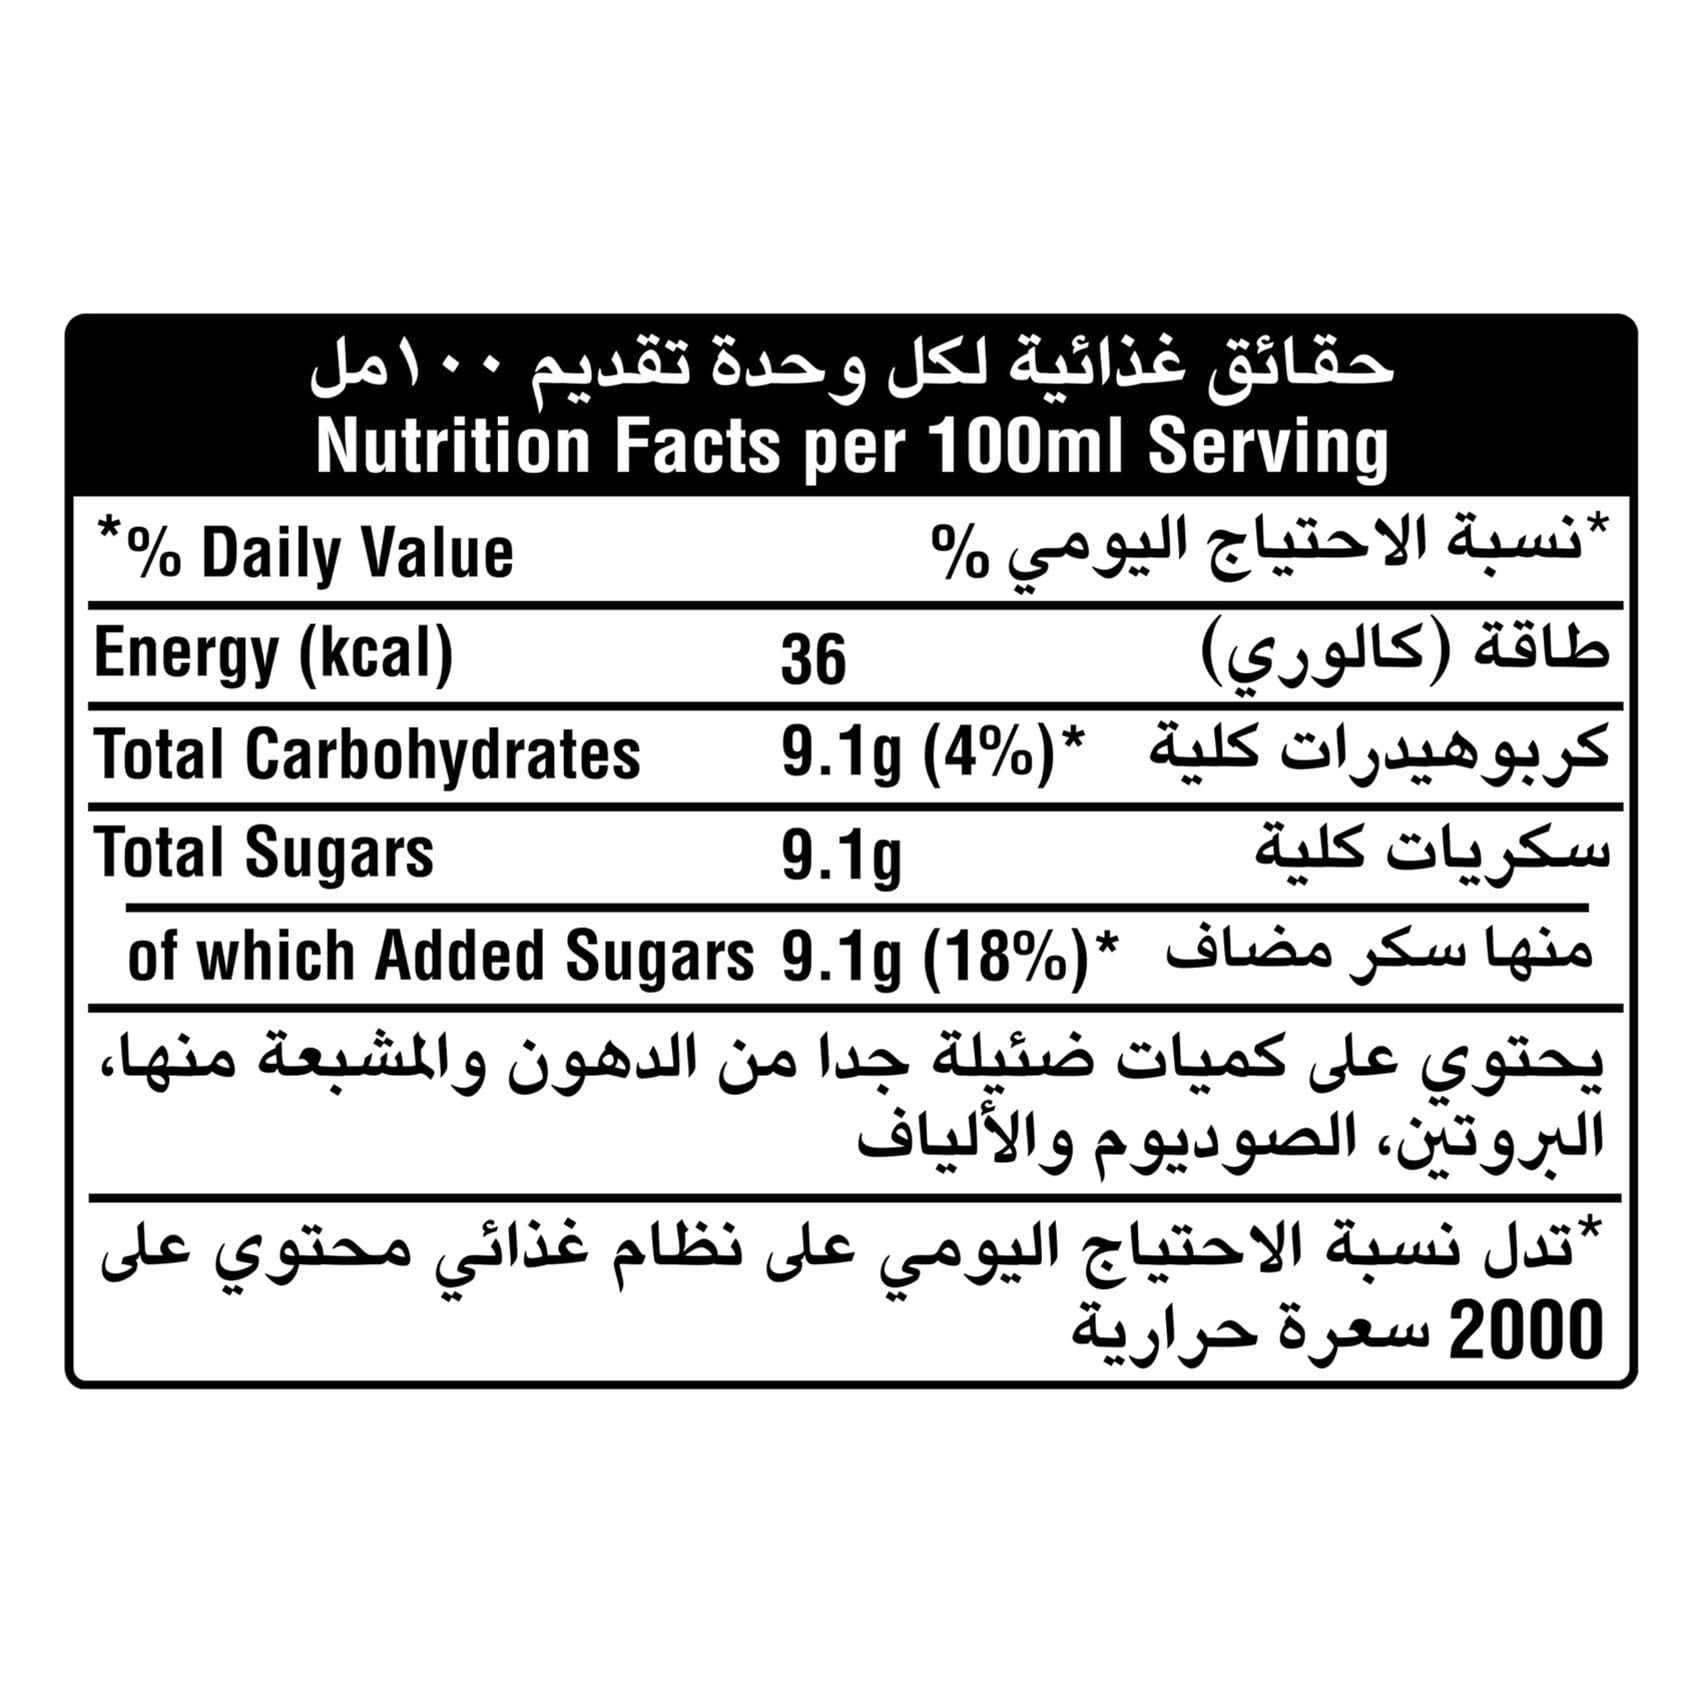 حقائق غذائية لكل وحدة تقديم ١٠٠مل
Nutrition Facts per 100ml Serving
*% Daily Value *نسبة الاحتياج اليومي %
Energy (kcal) 36 طاقة (كالوري)
Total Carbohydrates 9.1g (4%)* كربوهيدرات كلية
Total Sugars 9.1g سكريات كلية
of which Added Sugars 9.1g (18%)* منها سكر مضاف
يحتوي على كميات ضئيلة جدا من الدهون والمشبعة منها،
البروتين، الصوديوم والألياف
*تدل نسبة الاحتياج اليومي على نظام غذائي محتوي على
2000 سعرة حرارية